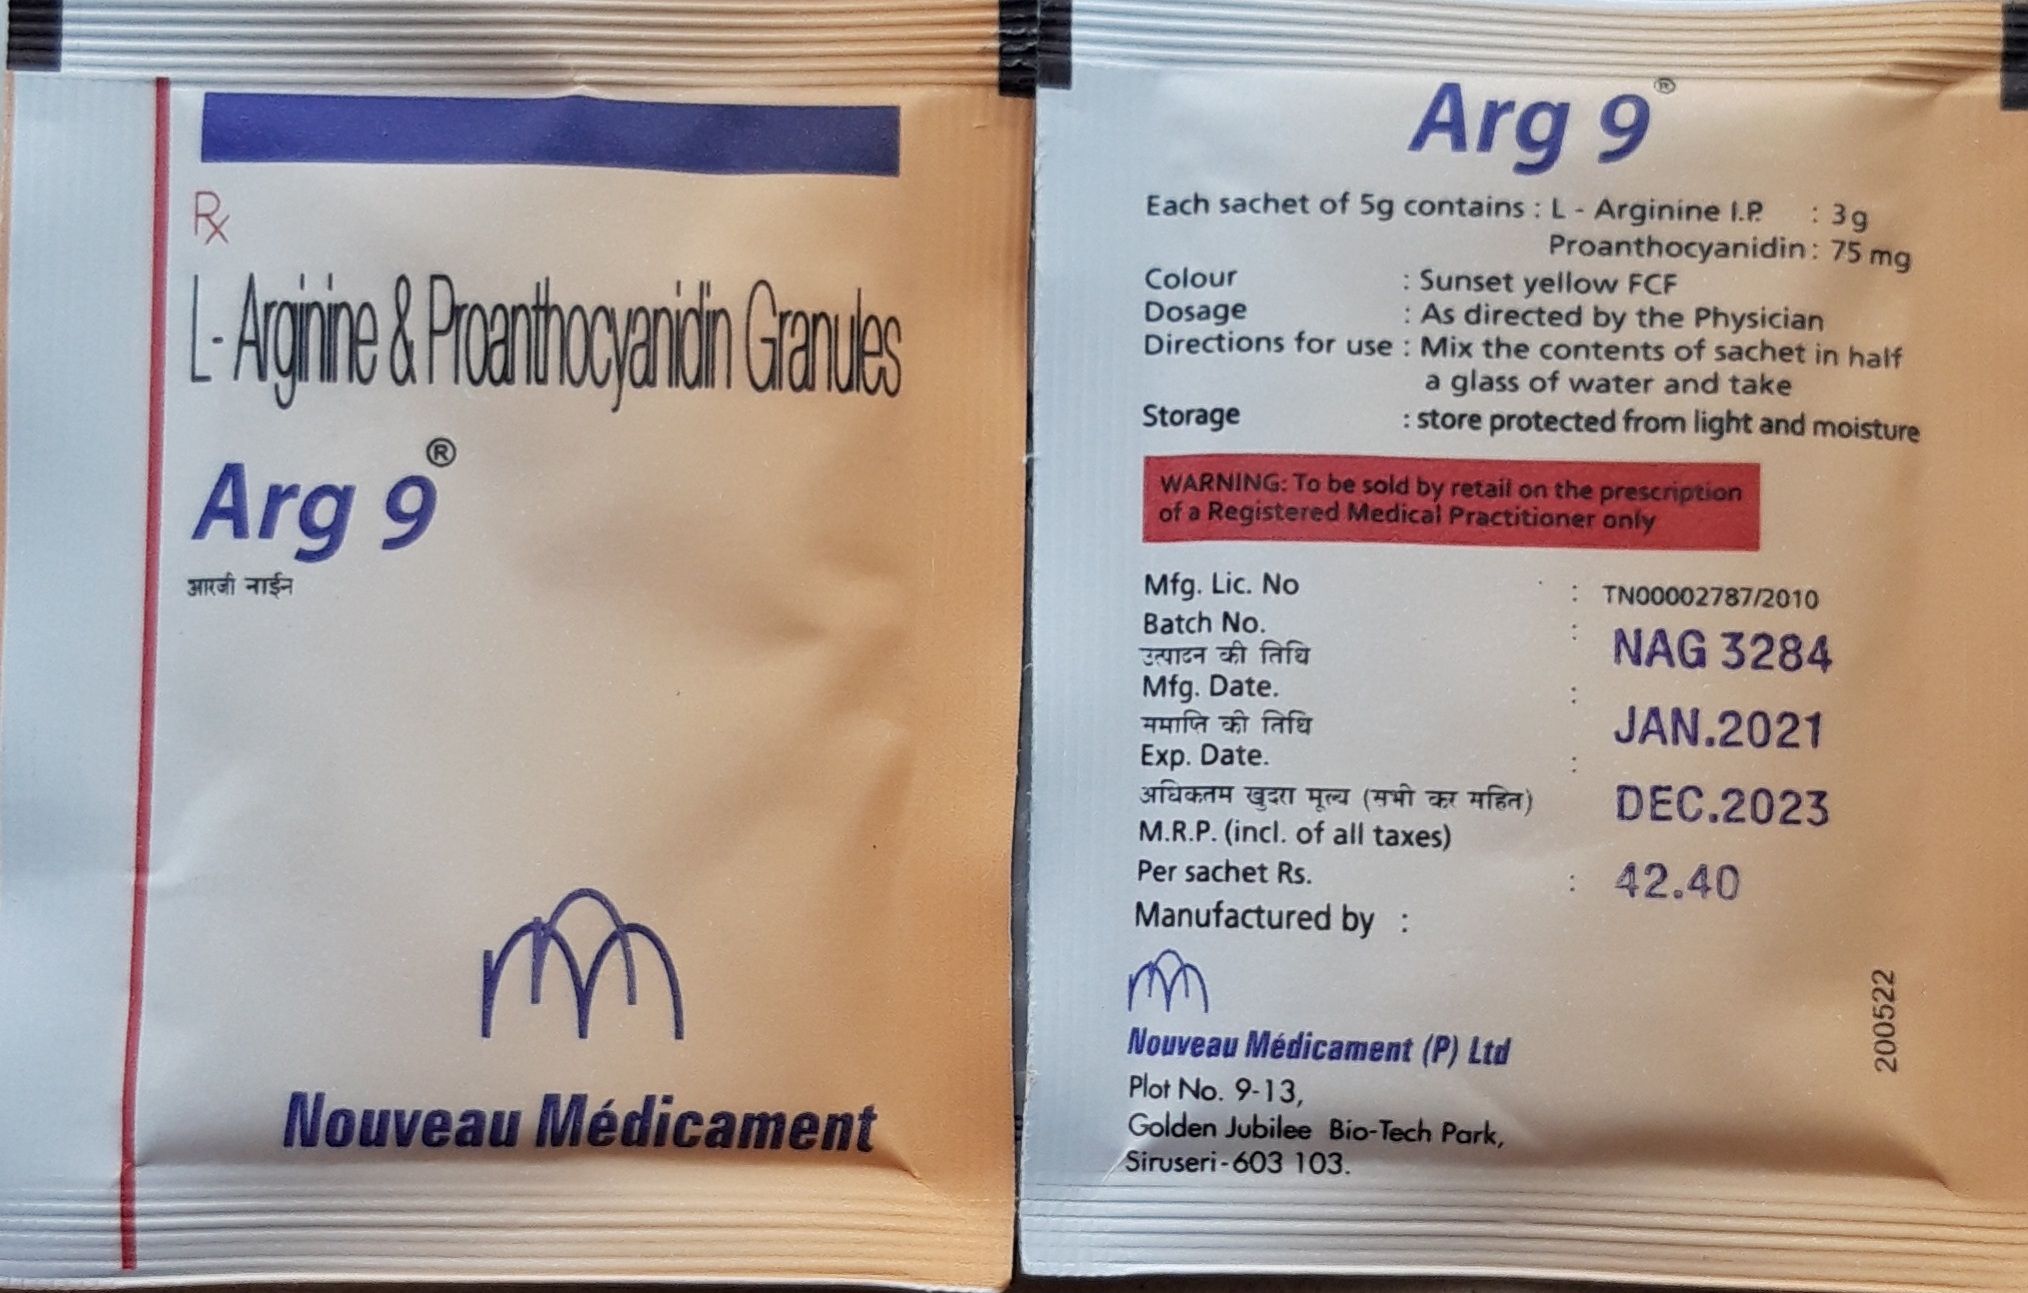 Rx
L - Arginine & Proanthocyanidin Granules
Arg 9®
आरजी नाईन
Nouveau Médicament
Arg 9®
Each sachet of 5g contains : L - Arginine I.P. : 3 g
Proanthocyanidin : 75 mg
Colour : Sunset yellow FCF
Dosage : As directed by the Physician
Directions for use : Mix the contents of sachet in half
a glass of water and take
Storage : store protected from light and moisture
WARNING: To be sold by retail on the prescription
of a Registered Medical Practitioner only
Mfg. Lic. No : TN00002787/2010
Batch No. : NAG 3284
उत्पादन की तिथि
Mfg. Date. : JAN.2021
समाप्ति की तिथि
Exp. Date. : DEC.2023
अधिकतम खुदरा मूल्य (सभी कर सहित)
M.R.P. (incl. of all taxes)
Per sachet Rs. : 42.40
Manufactured by :
Nouveau Médicament (P) Ltd
Plot No. 9-13,
Golden Jubilee Bio-Tech Park,
Siruseri-603 103.
200522